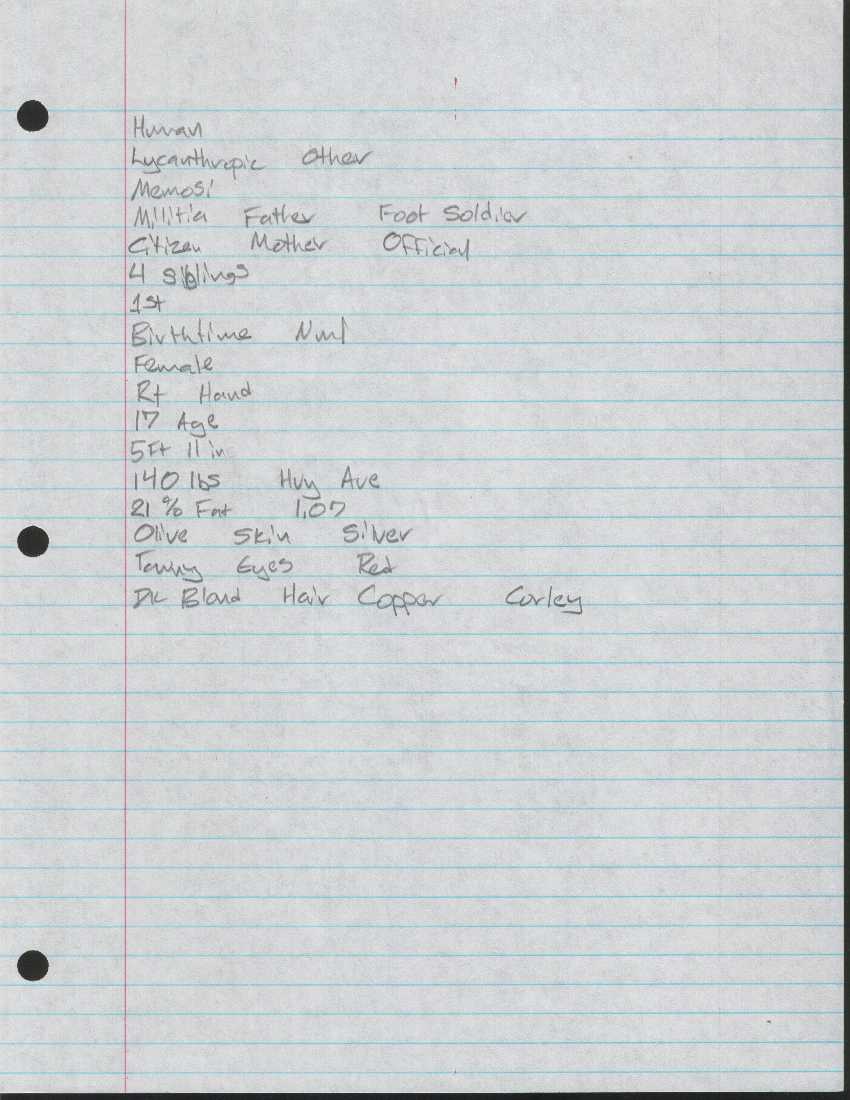 Human
Lycanthropic Other
Memosi
Militia Father Foot Soldier
Citizen Mother Official
4 Siblings
1st
Birthtime Nml
Female
Rt Hand
17 Age
5 Ft 11 in
140 lbs Hvy Ave
21 % Fat 1.07
Olive Skin Silver
Tawny Eyes Red
Dk Blond Hair Copper Curley